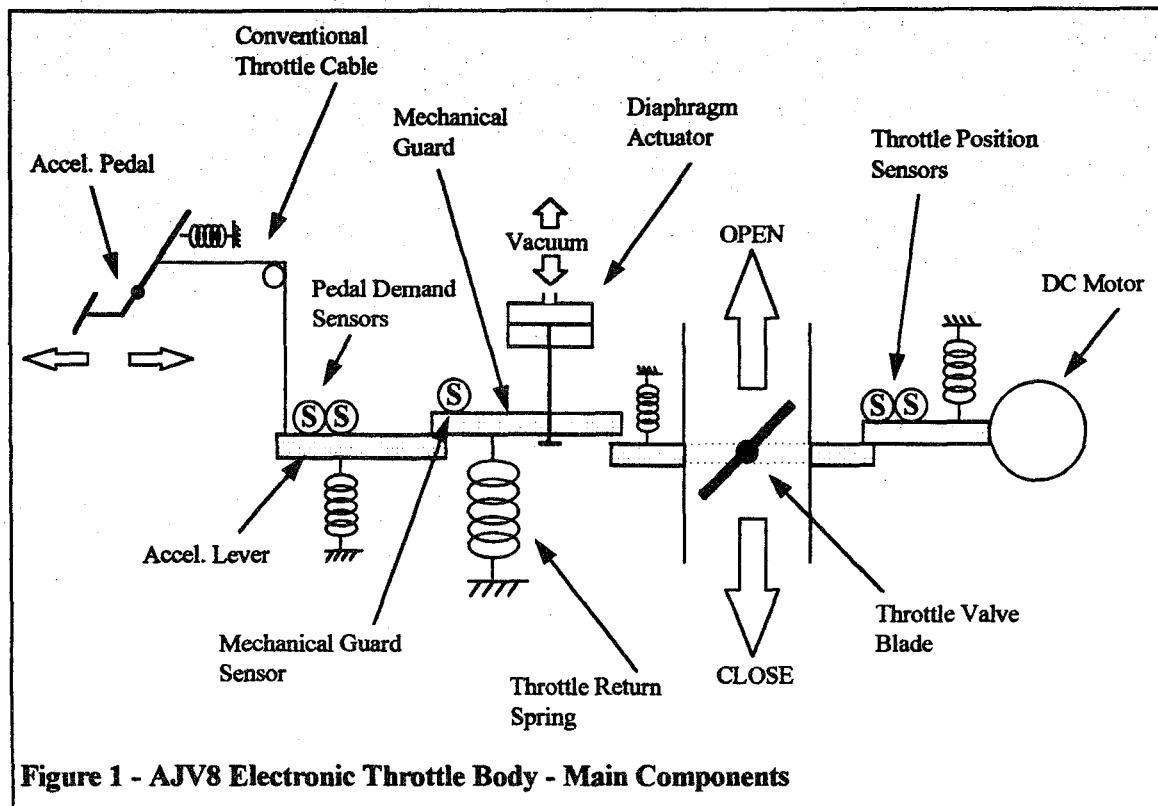 Conventional
Throttle Cable
Mechanical
Guard
Diaphragm
Actuator
Throttle Position
Sensors
Accel. Pedal
Vacuum
OPEN
DC Motor
Pedal Demand
Sensors
S S
S
S S
Accel. Lever
Mechanical Guard
Sensor
Throttle Return
Spring
Throttle Valve
Blade
CLOSE
Figure 1 - AJV8 Electronic Throttle Body - Main Components